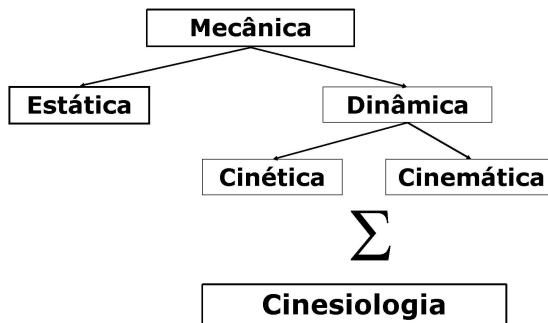 Mecânica
Estática
Dinâmica
Cinética
Cinemática
Σ
Cinesiologia